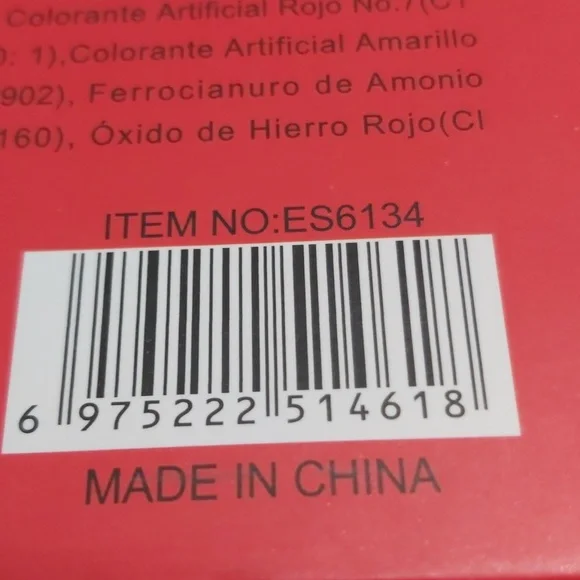 Colorante Artificial Rojo No.7(CI
. 1),Colorante Artificial Amarillo
902), Ferrocianuro de Amonio
160), Óxido de Hierro Rojo(CI
ITEM NO:ES6134
6 975222 514618
MADE IN CHINA